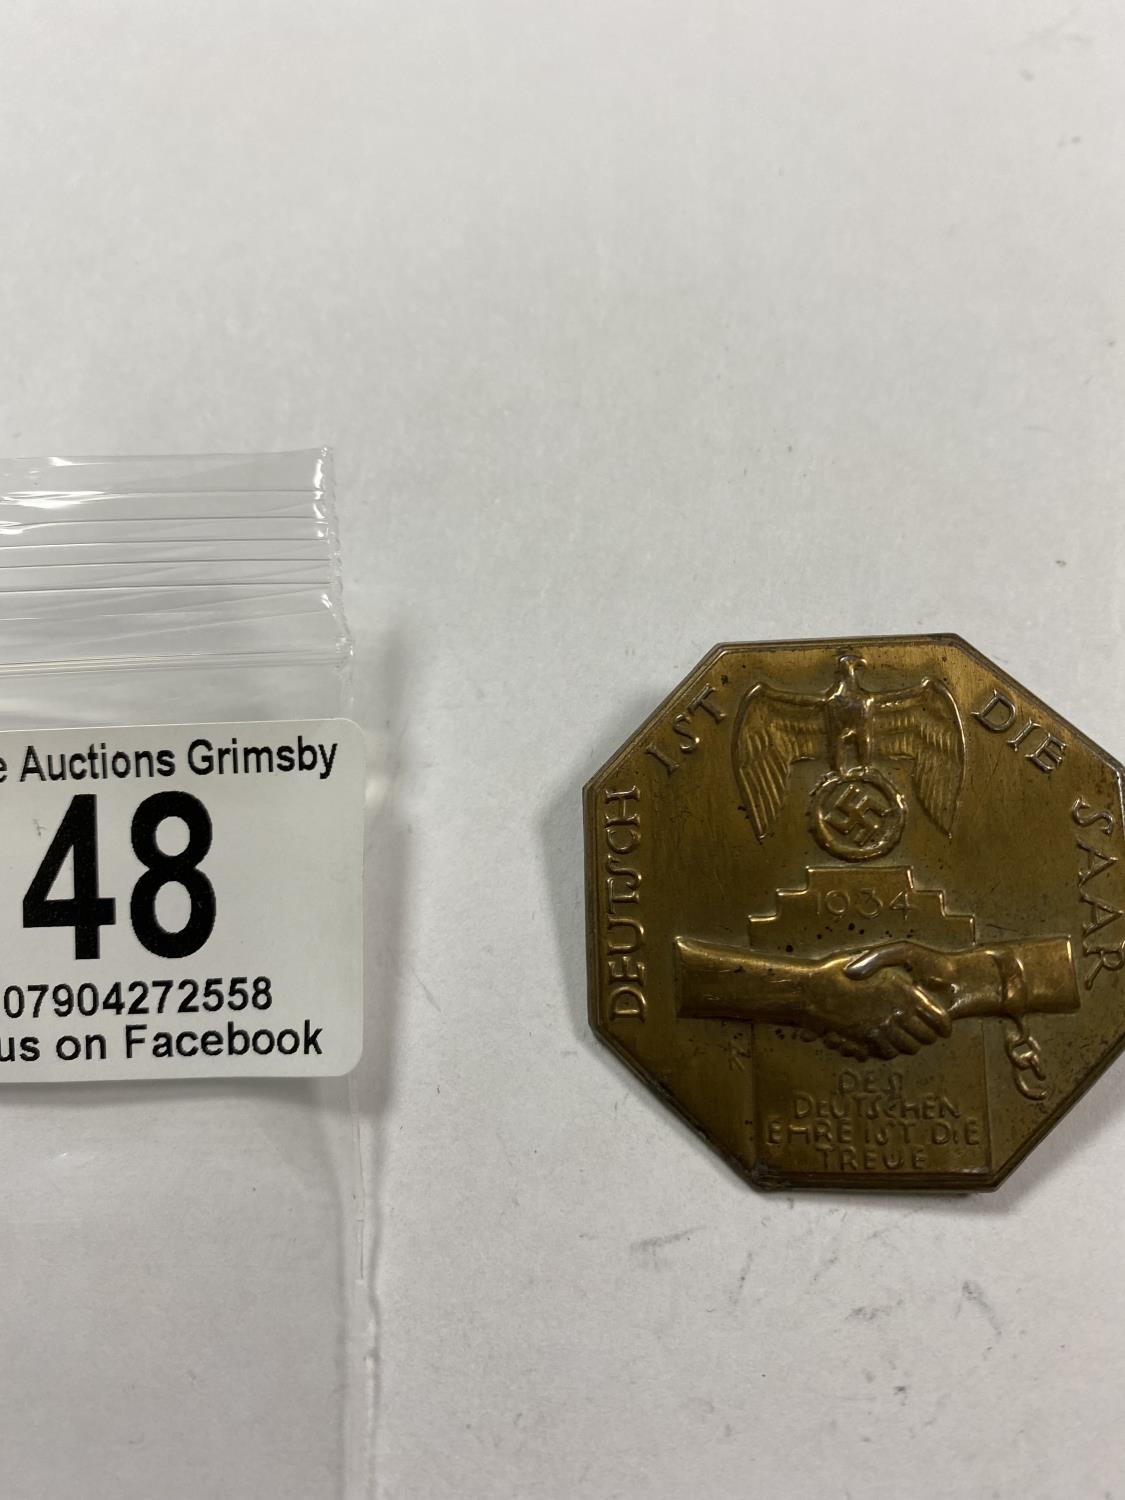 e Auctions Grimsby
48
07904272558
us on Facebook
DEUTSCH IST DIE SAAR
1934
DES
DEUTSCHEN
EHRE IST DIE
TREUE